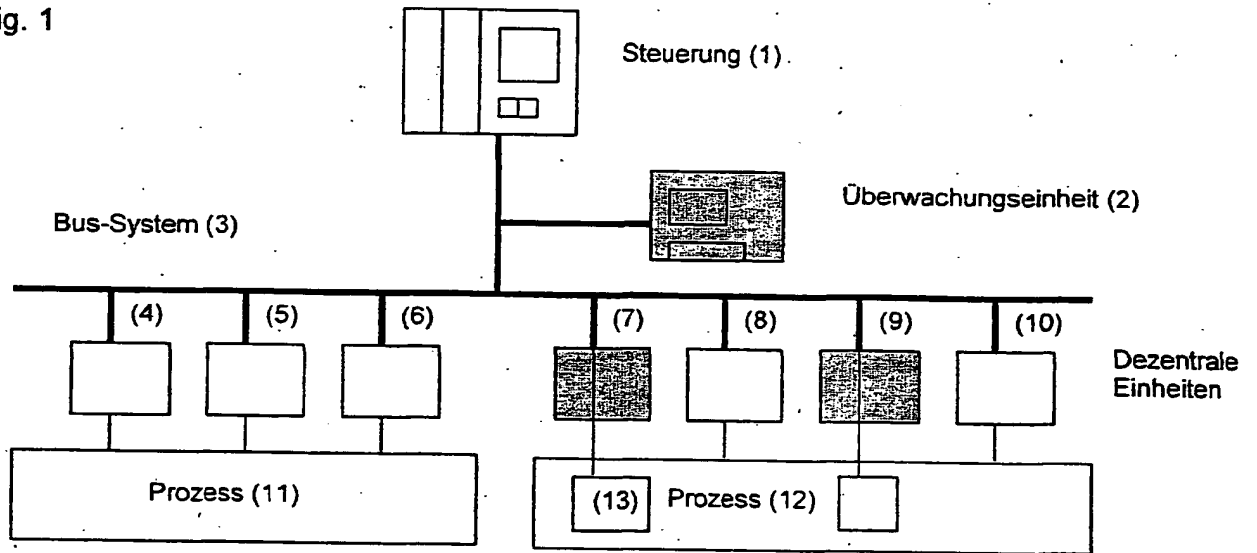 ig. 1
Steuerung (1)
Überwachungseinheit (2)
Bus-System (3)
(4) (5) (6) (7) (8) (9) (10)
Dezentrale
Einheiten
Prozess (11) (13) Prozess (12)